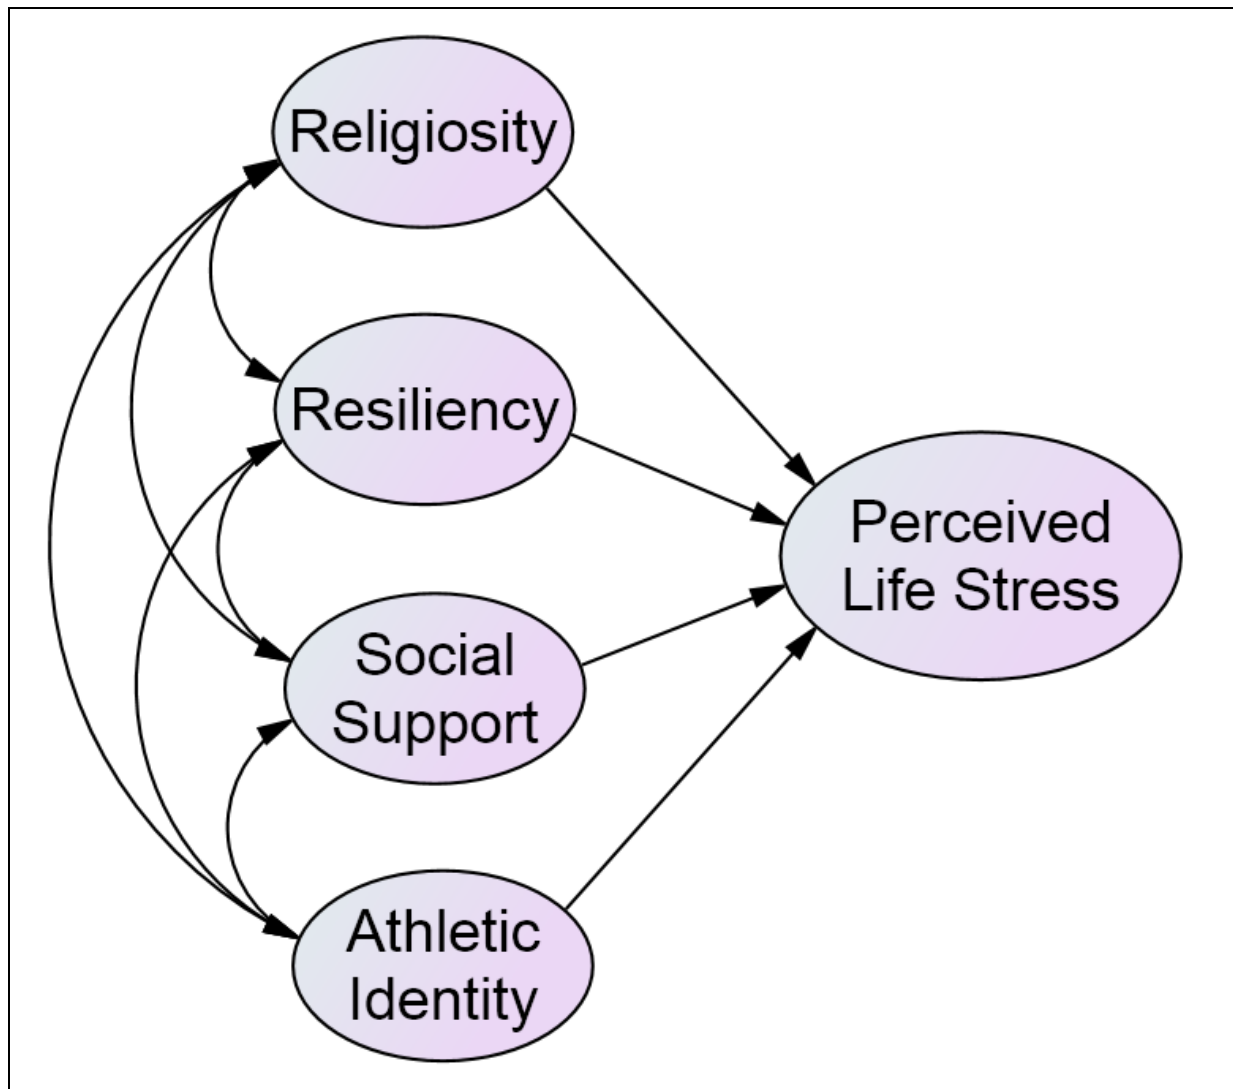 Religiosity
Resiliency
Social
Support
Athletic
Identity
Perceived
Life Stress